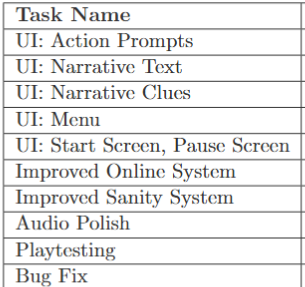 Task Name
UI: Action Prompts
UI: Narrative Text
UI: Narrative Clues
UI: Menu
UI: Start Screen, Pause Screen
Improved Online System
Improved Sanity System
Audio Polish
Playtesting
Bug Fix